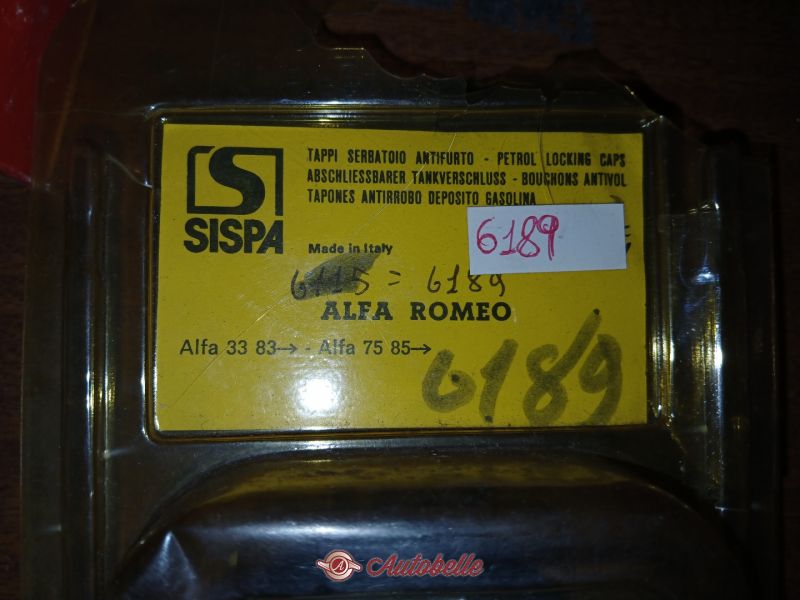 SISPA
TAPPI SERBATOIO ANTIFURTO - PETROL LOCKING CAPS
ABSCHLIESSBARER TANKVERSCHLUSS - BOUCHONS ANTIVOL
TAPONES ANTIRROBO DEPOSITO GASOLINA
6189
Made in Italy
6115 = 6189
ALFA ROMEO
Alfa 33 83→ - Alfa 75 85→
6189
Autobelle